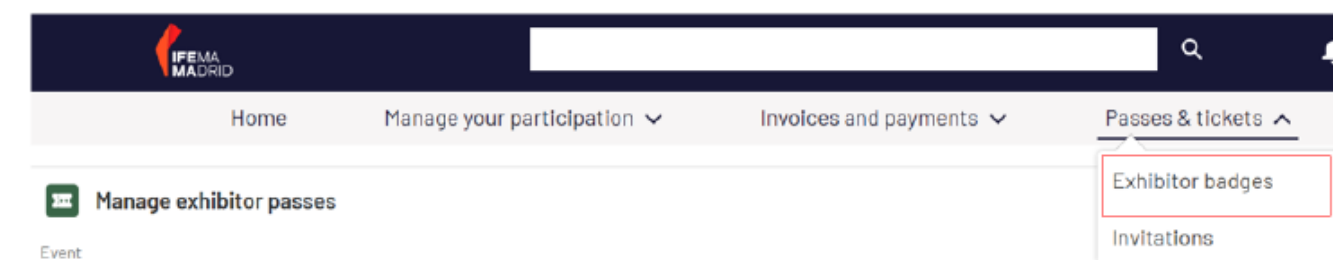 IFEMA
MADRID
Home Manage your participation Invoices and payments Passes & tickets
Exhibitor badges
Manage exhibitor passes
Invitations
Event